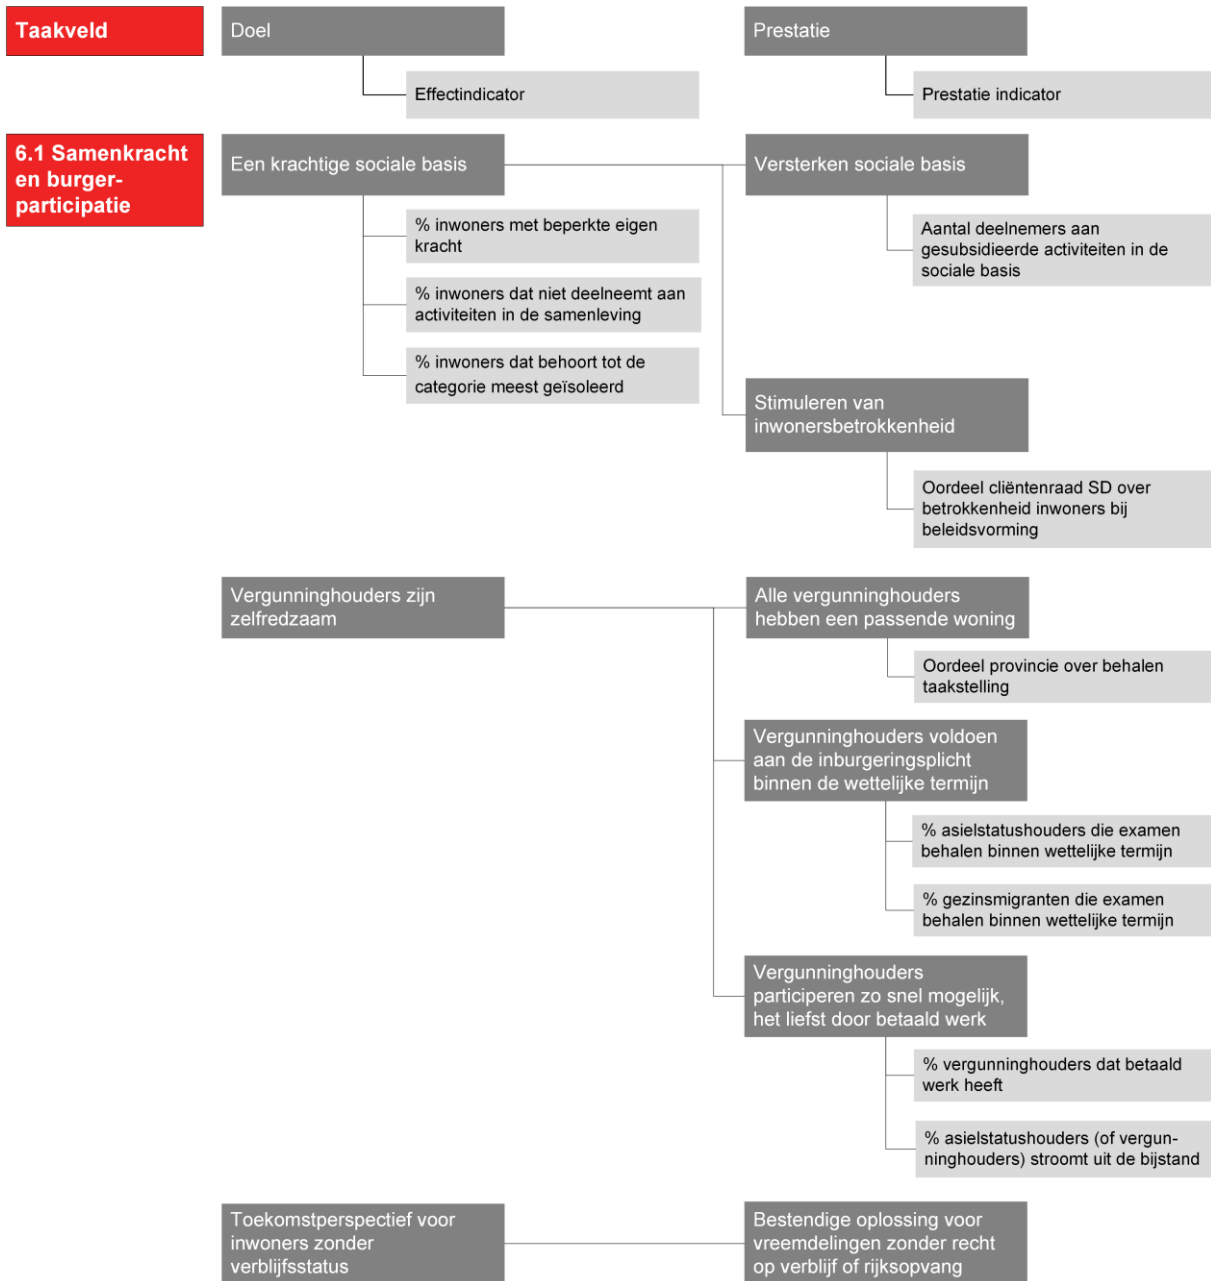 Taakveld
Doel
Prestatie
Effectindicator
Prestatie indicator
6.1 Samenkracht
en burger-
participatie
Een krachtige sociale basis
Versterken sociale basis
% inwoners met beperkte eigen
kracht
Aantal deelnemers aan
gesubsidieerde activiteiten in de
sociale basis
% inwoners dat niet deelneemt aan
activiteiten in de samenleving
% inwoners dat behoort tot de
categorie meest geïsoleerd
Stimuleren van
inwonersbetrokkenheid
Oordeel cliëntenraad SD over
betrokkenheid inwoners bij
beleidsvorming
Vergunninghouders zijn
zelfredzaam
Alle vergunninghouders
hebben een passende woning
Oordeel provincie over behalen
taakstelling
Vergunninghouders voldoen
aan de inburgeringsplicht
binnen de wettelijke termijn
% asielstatushouders die examen
behalen binnen wettelijke termijn
% gezinsmigranten die examen
behalen binnen wettelijke termijn
Vergunninghouders
participeren zo snel mogelijk,
het liefst door betaald werk
% vergunninghouders dat betaald
werk heeft
% asielstatushouders (of vergun-
ninghouders) stroomt uit de bijstand
Toekomstperspectief voor
inwoners zonder
verblijfsstatus
Bestendige oplossing voor
vreemdelingen zonder recht
op verblijf of rijksopvang